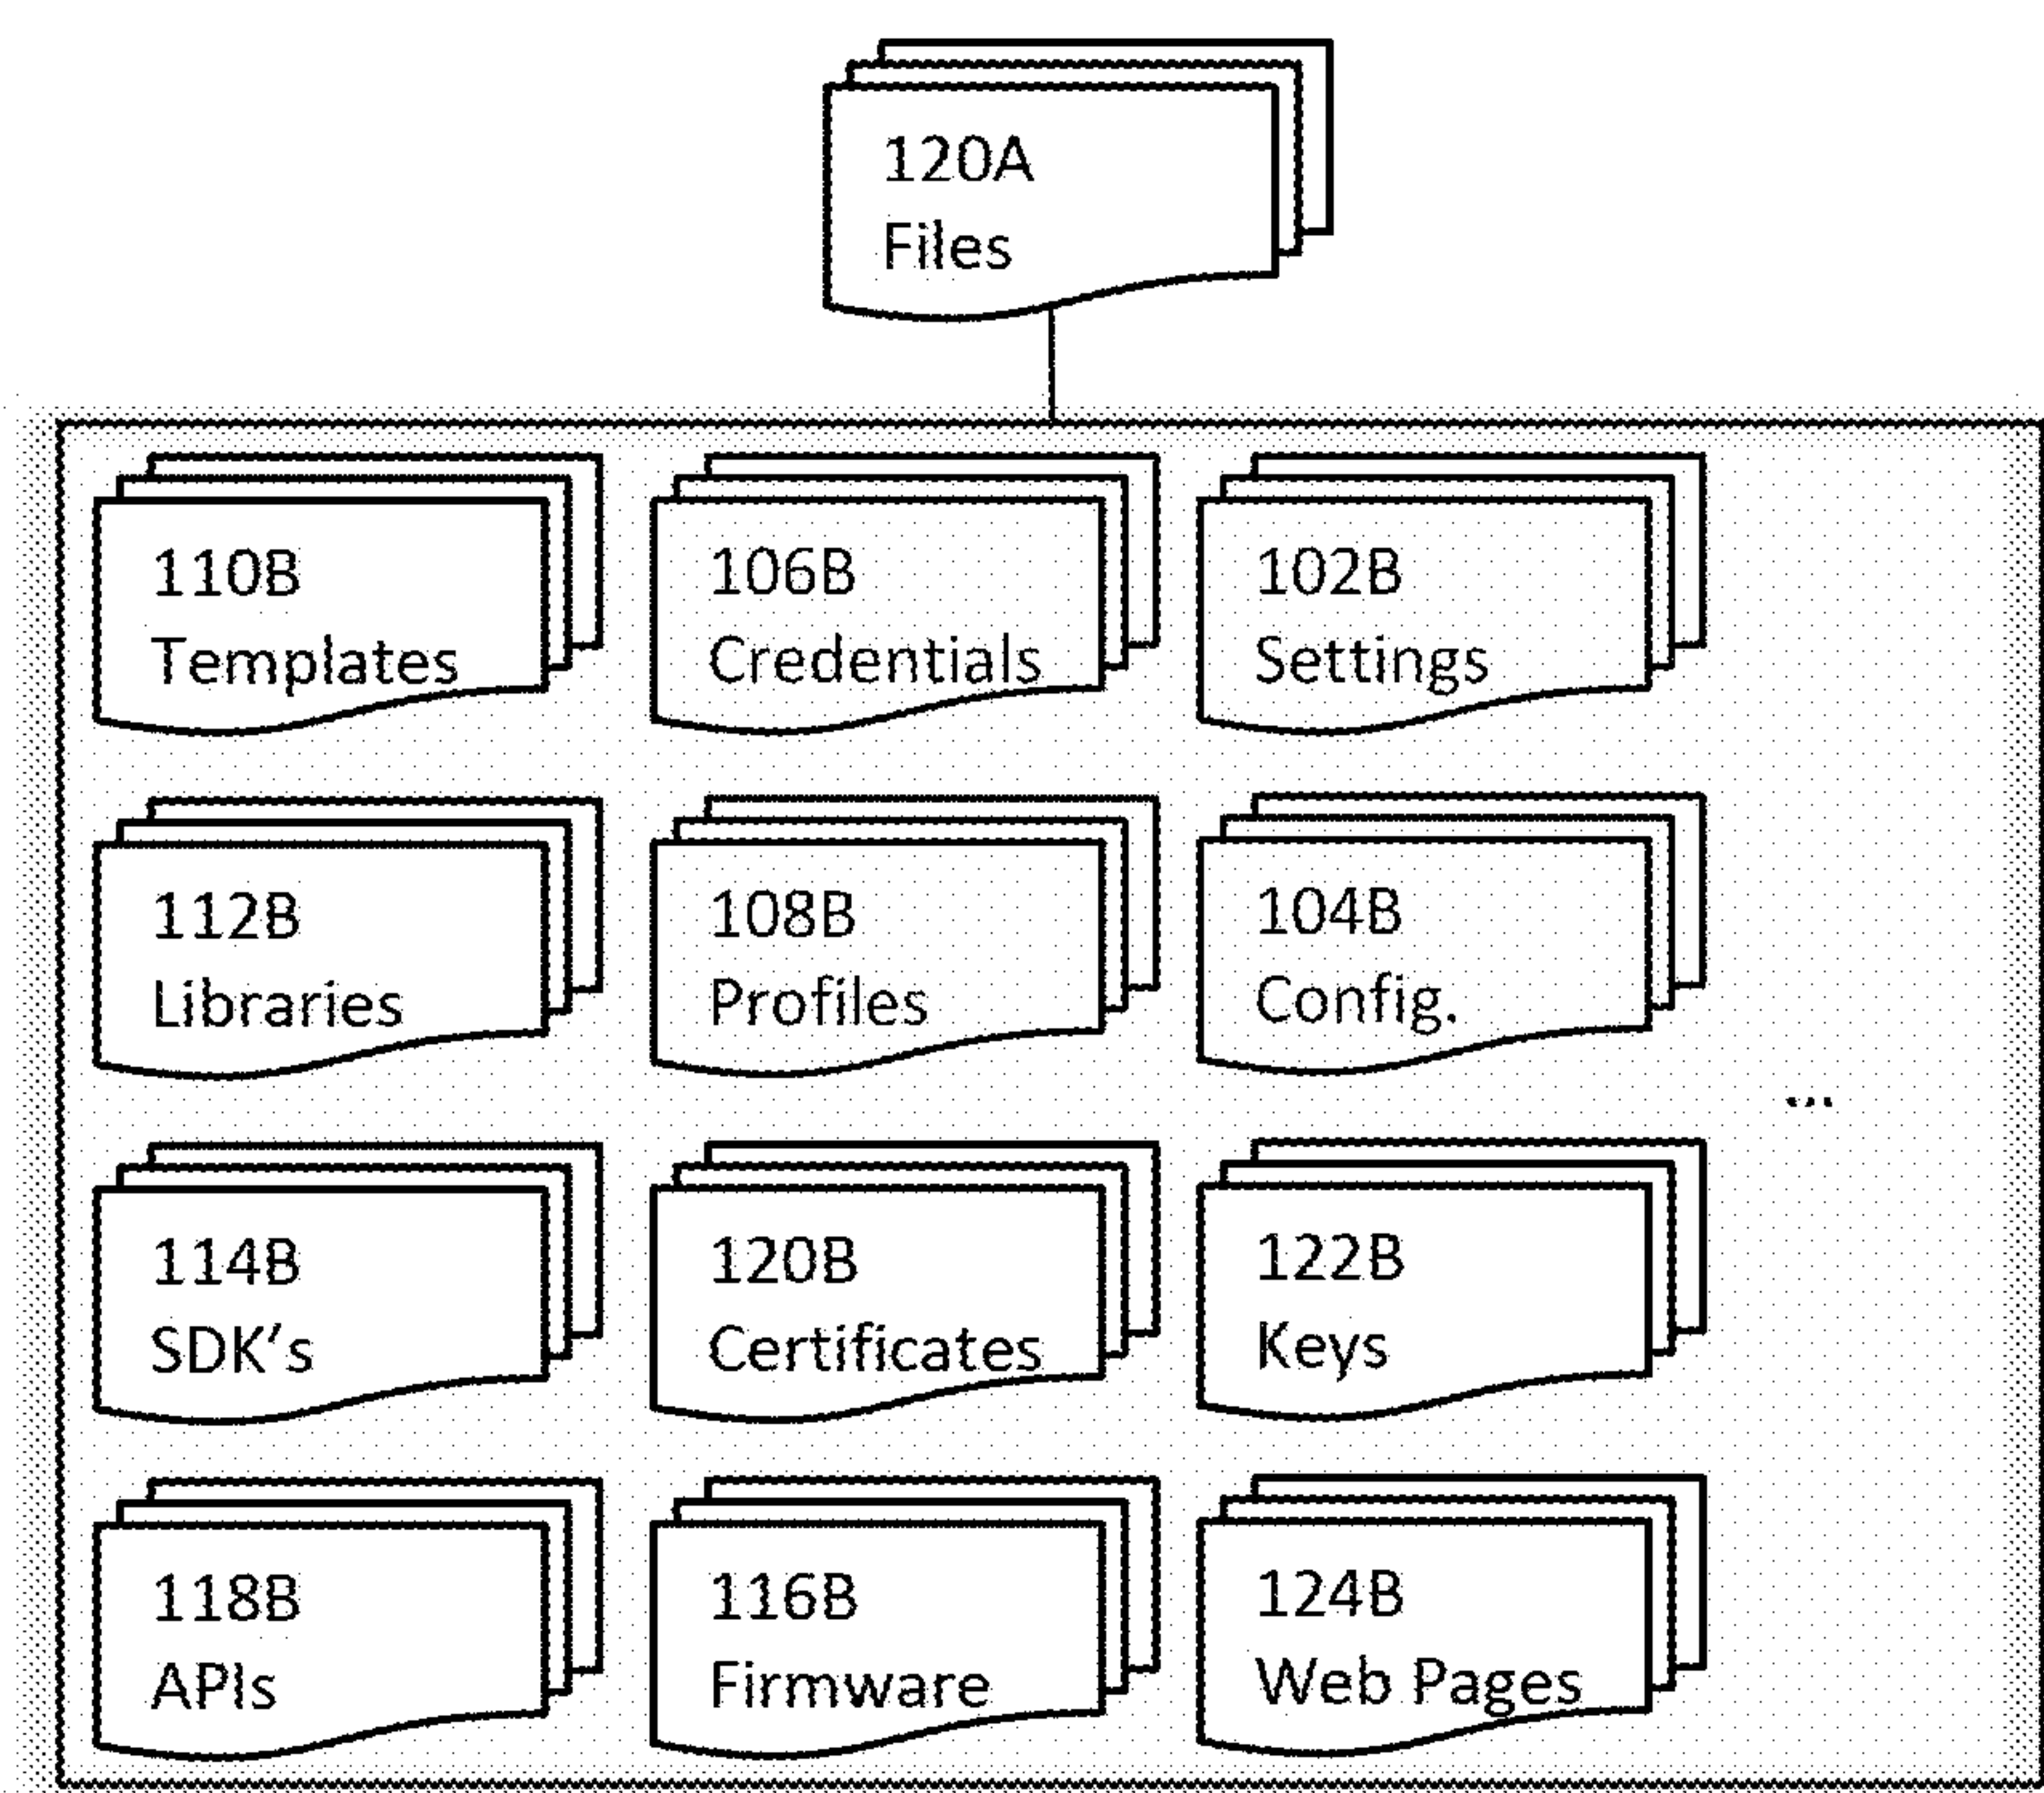 120A
Files
110B
Templates
106B
Credentials
102B
Settings
112B
Libraries
108B
Profiles
104B
Config.
...
114B
SDK's
120B
Certificates
122B
Keys
118B
APIs
116B
Firmware
124B
Web Pages